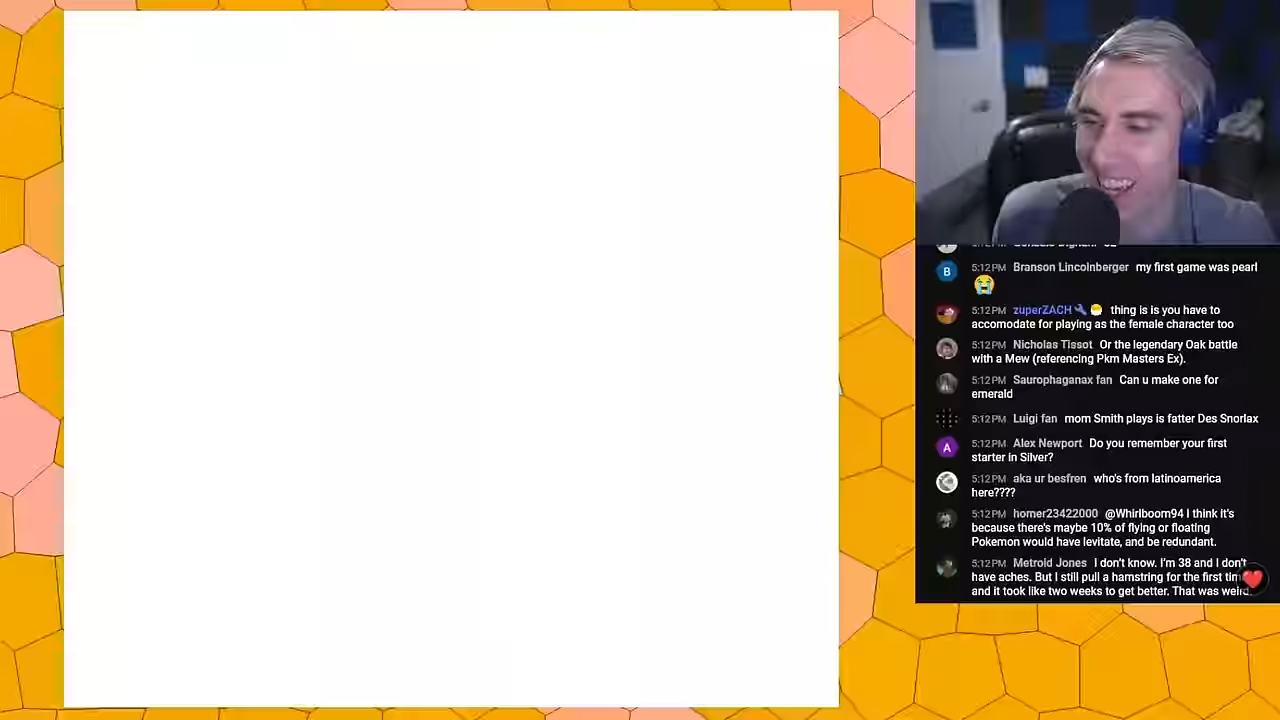 5:12PM Branson Lincolnberger my first game was pearl
😭
5:12PM zuperZACH 🔧 🐣 thing is is you have to
accomodate for playing as the female character too
5:12PM Nicholas Tissot Or the legendary Oak battle
with a Mew (referencing Pkm Masters Ex).
5:12PM Saurophaganax fan Can u make one for
emerald
5:12PM Luigi fan mom Smith plays is fatter Des Snorlax
A 5:12PM Alex Newport Do you remember your first
starter in Silver?
5:12PM aka ur besfren who's from latinoamerica
here????
5:12PM homer23422000 @Whirlboom94 I think it's
because there's maybe 10% of flying or floating
Pokemon would have levitate, and be redundant.
5:12PM Metroid Jones I don't know. I'm 38 and I don't
have aches. But I still pull a hamstring for the first
and it took like two weeks to get better. That was weird.